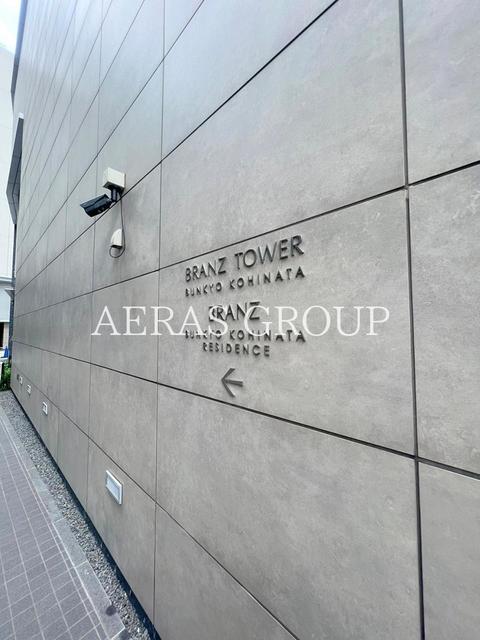 BRANZ TOWER
BUNKYO KOHINATA
BRANZ
BUNKYO KOHINATA
RESIDENCE
AERAS GROUP